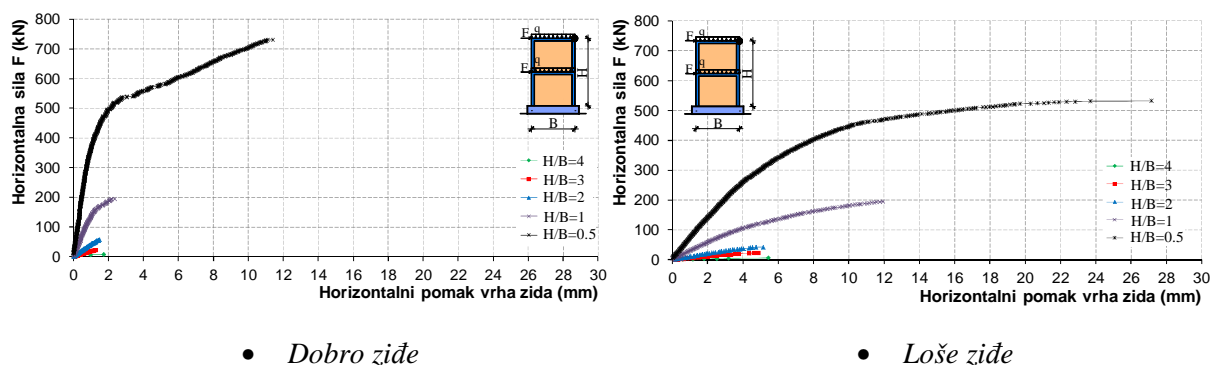 Horizontalna sila F (kN)
800
700
600
500
400
300
200
100
0
0 2 4 6 8 10 12 14 16 18 20 22 24 26 28 30
Horizontalni pomak vrha zida (mm)
q
F
q
F
H
B
H/B=4
H/B=3
H/B=2
H/B=1
H/B=0.5
• Dobro ziđe
Horizontalna sila F (kN)
800
700
600
500
400
300
200
100
0
0 2 4 6 8 10 12 14 16 18 20 22 24 26 28 30
Horizontalni pomak vrha zida (mm)
q
F
q
F
H
B
H/B=4
H/B=3
H/B=2
H/B=1
H/B=0.5
• Loše ziđe